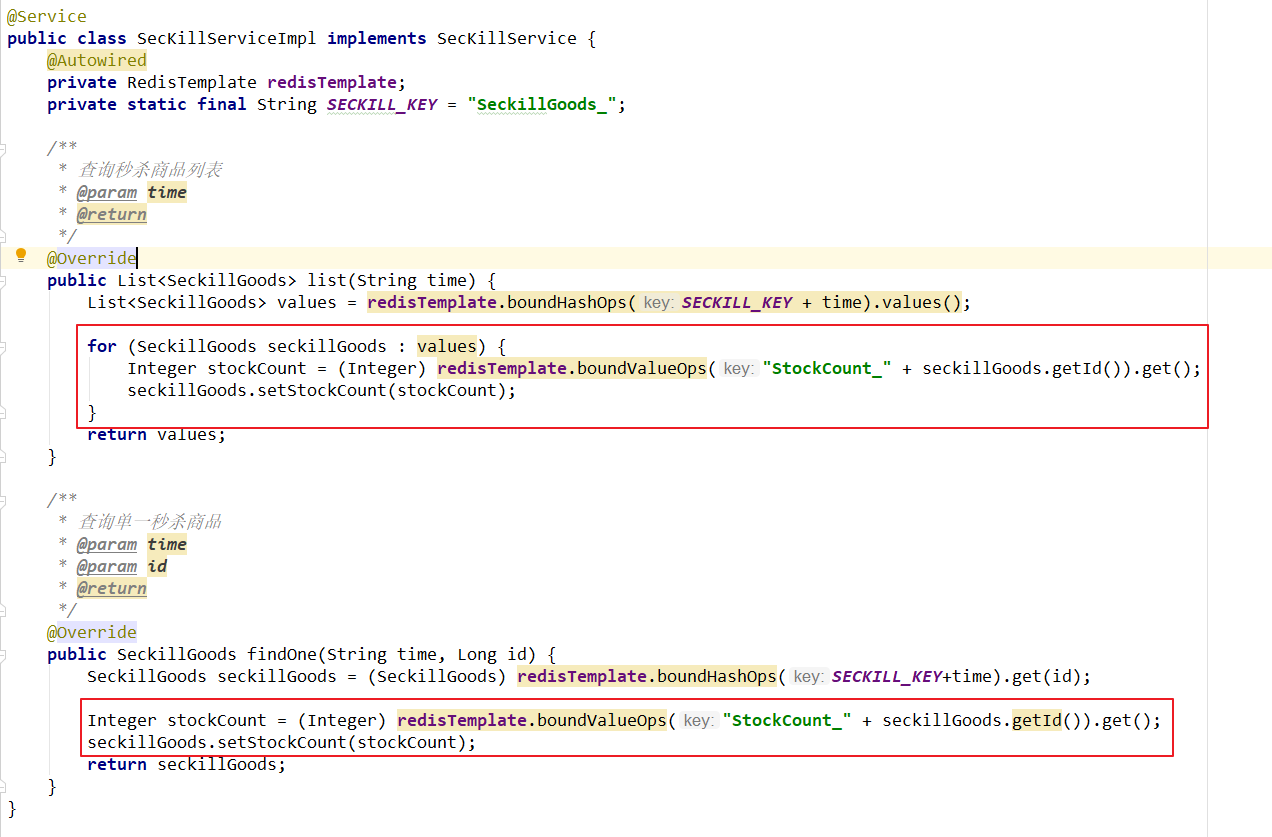 @Service
public class SecKillServiceImpl implements SecKillService {
    @Autowired
    private RedisTemplate redisTemplate;
    private static final String SECKILL_KEY = "SeckillGoods_";
    /**
     * 查询秒杀商品列表
     * @param time
     * @return
     */
    @Override
    public List<SeckillGoods> list(String time) {
        List<SeckillGoods> values = redisTemplate.boundHashOps( key: SECKILL_KEY + time).values();
        for (SeckillGoods seckillGoods : values) {
            Integer stockCount = (Integer) redisTemplate.boundValueOps( key: "StockCount_" + seckillGoods.getId()).get();
            seckillGoods.setStockCount(stockCount);
        }
        return values;
    }
    /**
     * 查询单一秒杀商品
     * @param time
     * @param id
     * @return
     */
    @Override
    public SeckillGoods findOne(String time, Long id) {
        SeckillGoods seckillGoods = (SeckillGoods) redisTemplate.boundHashOps( key: SECKILL_KEY+time).get(id);
        Integer stockCount = (Integer) redisTemplate.boundValueOps( key: "StockCount_" + seckillGoods.getId()).get();
        seckillGoods.setStockCount(stockCount);
        return seckillGoods;
    }
}